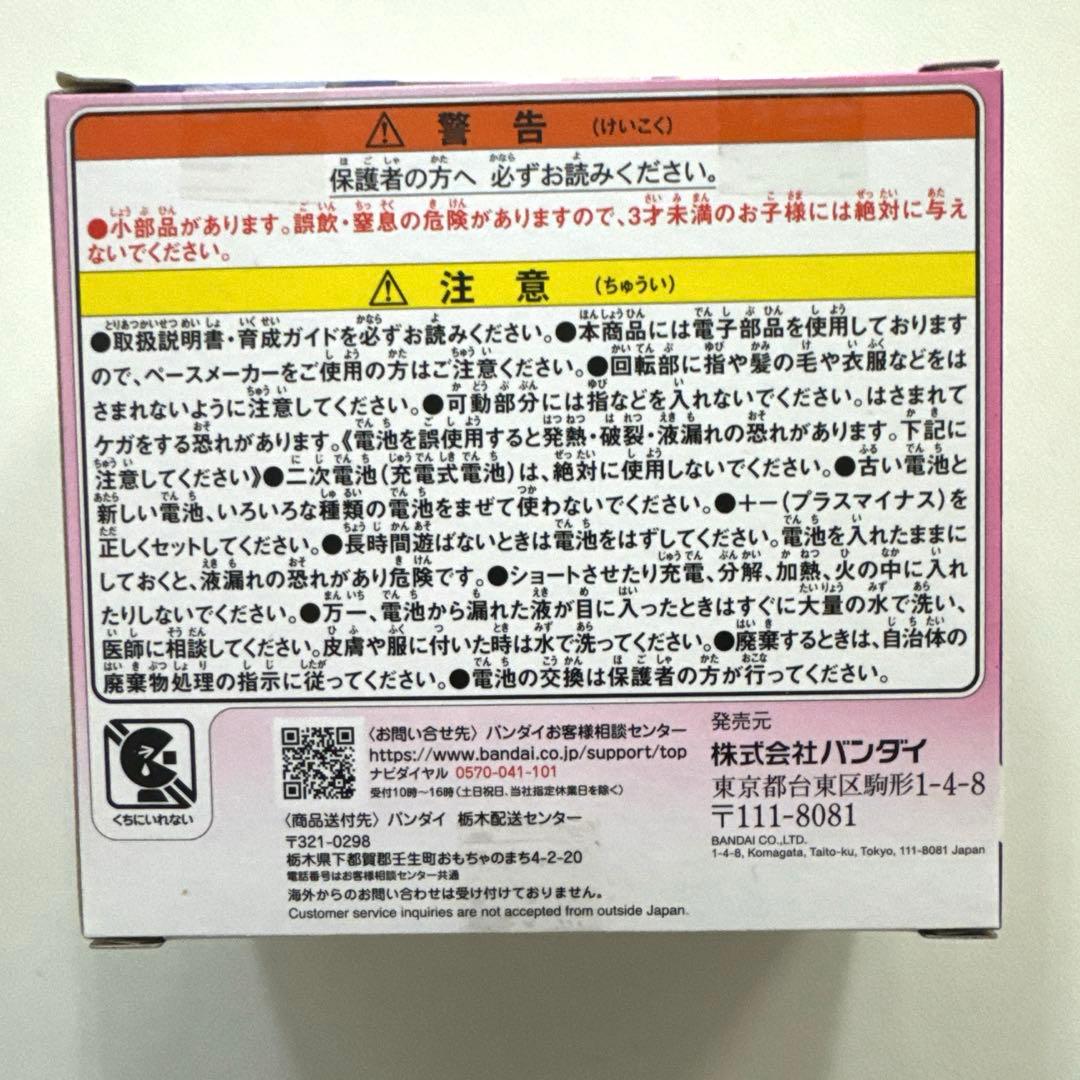 警告 (けいこく)
保護者の方へ 必ずお読みください。
●小部品があります。誤飲・窒息の危険がありますので、3才未満のお子様には絶対に与え
ないでください。
注意 (ちゅうい)
●取扱説明書・育成ガイドを必ずお読みください。●本商品には電子部品を使用しております
ので、ペースメーカーをご使用の方はご注意ください。●回転部に指や髪の毛や衣服などをは
さまれないように注意してください。●可動部分には指などを入れないでください。はさまれて
ケガをする恐れがあります。《電池を誤使用すると発熱・破裂・液漏れの恐れがあります。下記に
注意してください》●二次電池(充電式電池)は、絶対に使用しないでください。●古い電池と
新しい電池、いろいろな種類の電池をまぜて使わないでください。●+-(プラスマイナス)を
正しくセットしてください。●長時間遊ばないときは電池をはずしてください。電池を入れたままに
しておくと、液漏れの恐れがあり危険です。●ショートさせたり充電、分解、加熱、火の中に入れ
たりしないでください。●万一、電池から漏れた液が目に入ったときはすぐに大量の水で洗い、
医師に相談してください。皮膚や服に付いた時は水で洗ってください。●廃棄するときは、自治体の
廃棄物処理の指示に従ってください。●電池の交換は保護者の方が行ってください。
くちにいれない
〈お問い合せ先〉バンダイお客様相談センター
https://www.bandai.co.jp/support/top
ナビダイヤル 0570-041-101
受付10時~16時(土日祝日、当社指定休業日を除く)
〈商品送付先〉バンダイ 栃木配送センター
〒321-0298
栃木県下都賀郡壬生町おもちゃのまち4-2-20
電話番号はお客様相談センター共通
海外からのお問い合わせは受け付けておりません。
Customer service inquiries are not accepted from outside Japan.
発売元
株式会社バンダイ
東京都台東区駒形1-4-8
〒111-8081
BANDAI CO.,LTD.
1-4-8, Komagata, Taito-ku, Tokyo, 111-8081 Japan